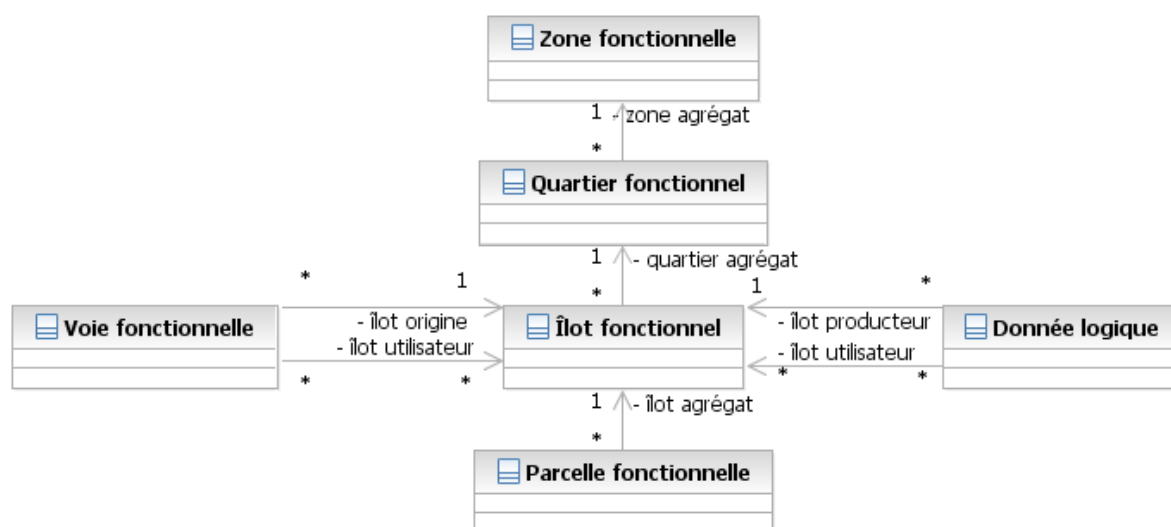 Zone fonctionnelle
1 - zone agrégat
*
Quartier fonctionnel
1 - quartier agrégat
* 1 * 1 *
Voie fonctionnelle - îlot origine Îlot fonctionnel - îlot producteur Donnée logique
- îlot utilisateur - îlot utilisateur
* * * *
1 - îlot agrégat
*
Parcelle fonctionnelle